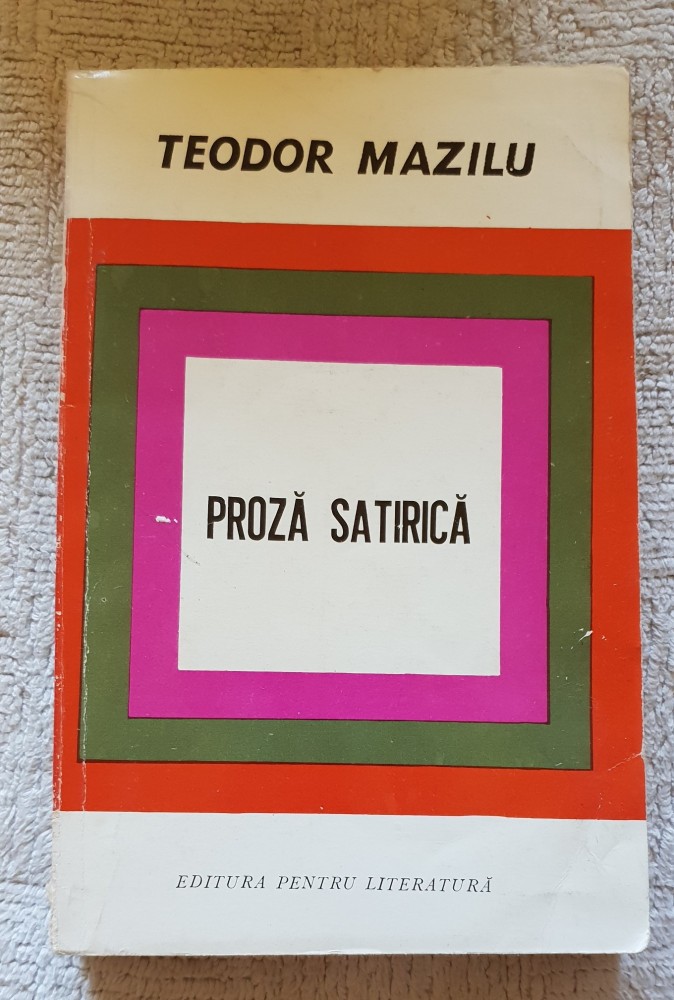 TEODOR MAZILU
PROZĂ SATIRICĂ
EDITURA PENTRU LITERATURĂ